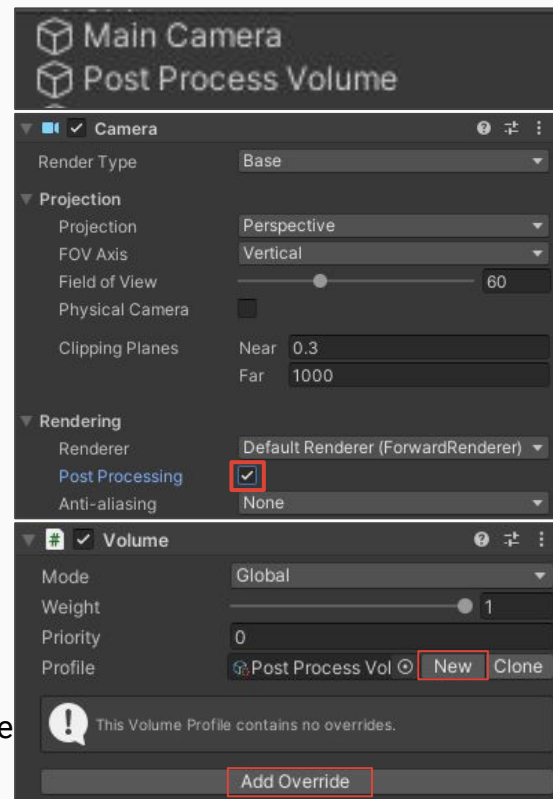 Main Camera
Post Process Volume
Camera
Render Type Base
Projection
Projection Perspective
FOV Axis Vertical
Field of View 60
Physical Camera
Clipping Planes Near 0.3
Far 1000
Rendering
Renderer Default Renderer (ForwardRenderer)
Post Processing
Anti-aliasing None
# Volume
Mode Global
Weight 1
Priority 0
Profile Post Process Vol New Clone
This Volume Profile contains no overrides.
Add Override